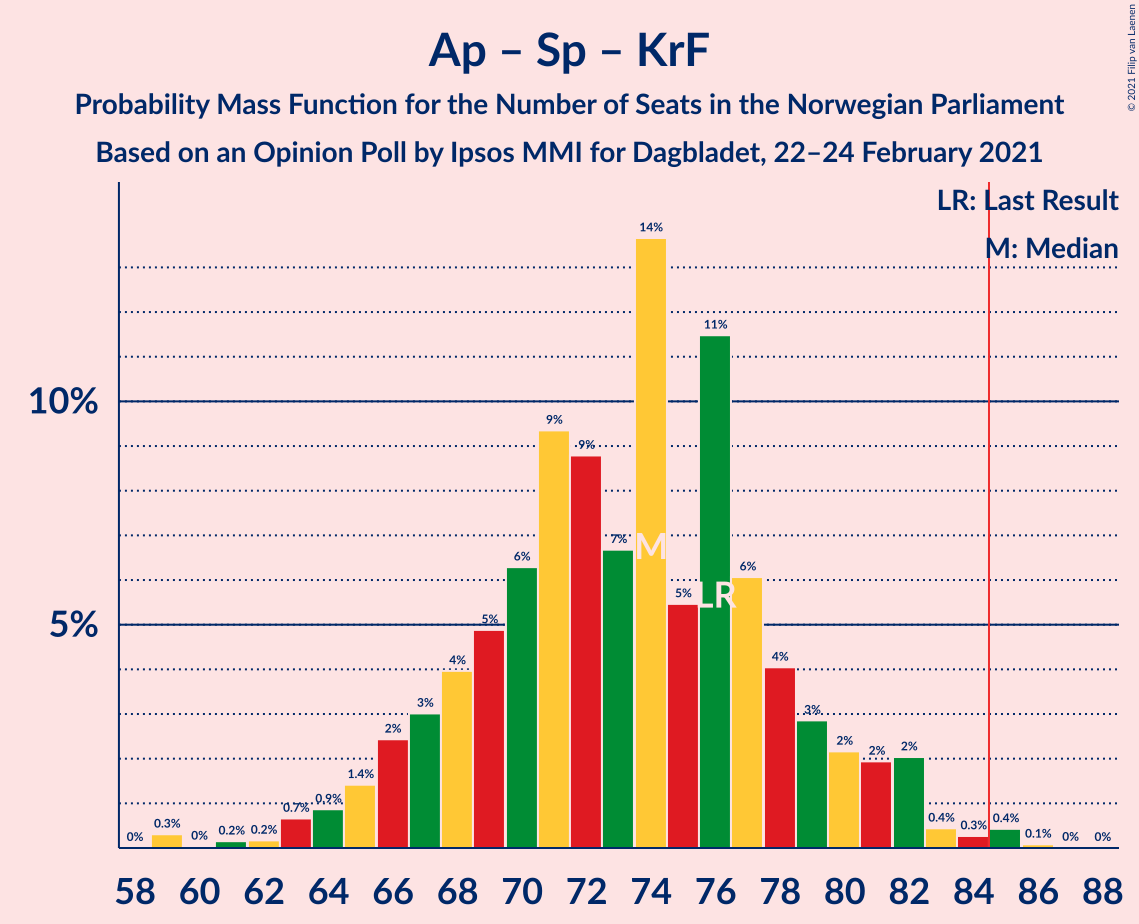 Ap – Sp – KrF
Probability Mass Function for the Number of Seats in the Norwegian Parliament
Based on an Opinion Poll by Ipsos MMI for Dagbladet, 22–24 February 2021
© 2021 Filip van Laenen
LR: Last Result
M: Median
10%
5%
0% 0.3% 0% 0.2% 0.2% 0.7% 0.9% 1.4% 2% 3% 4% 5% 6% 9% 9% 7% 14% 5% 11% 6% 4% 3% 2% 2% 2% 0.4% 0.3% 0.4% 0.1% 0% 0%
M
LR
58 60 62 64 66 68 70 72 74 76 78 80 82 84 86 88